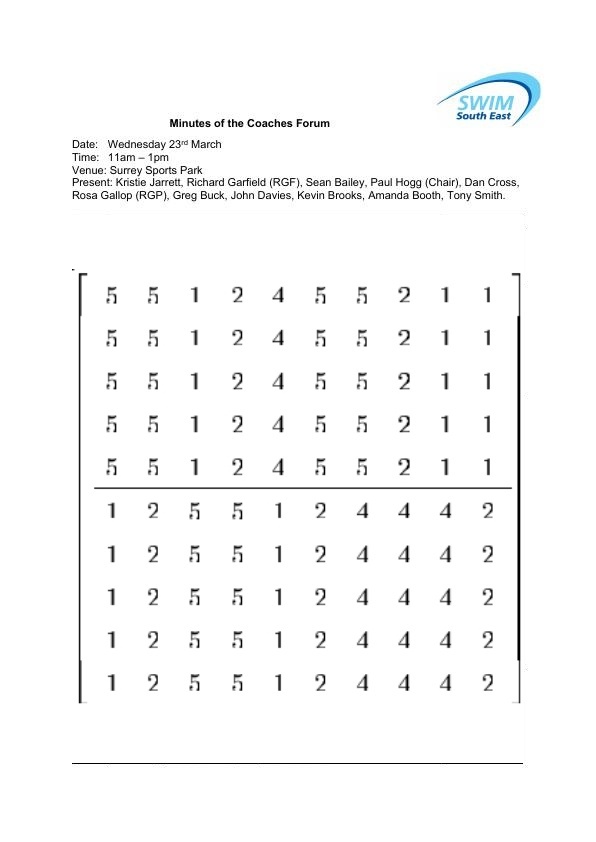 SWIM
South East
Minutes of the Coaches Forum
Date: Wednesday 23rd March
Time: 11am – 1pm
Venue: Surrey Sports Park
Present: Kristie Jarrett, Richard Garfield (RGF), Sean Bailey, Paul Hogg (Chair), Dan Cross,
Rosa Gallop (RGP), Greg Buck, John Davies, Kevin Brooks, Amanda Booth, Tony Smith.
5 5 1 2 4 5 5 2 1 1
5 5 1 2 4 5 5 2 1 1
5 5 1 2 4 5 5 2 1 1
5 5 1 2 4 5 5 2 1 1
5 5 1 2 4 5 5 2 1 1
1 2 5 5 1 2 4 4 4 2
1 2 5 5 1 2 4 4 4 2
1 2 5 5 1 2 4 4 4 2
1 2 5 5 1 2 4 4 4 2
1 2 5 5 1 2 4 4 4 2